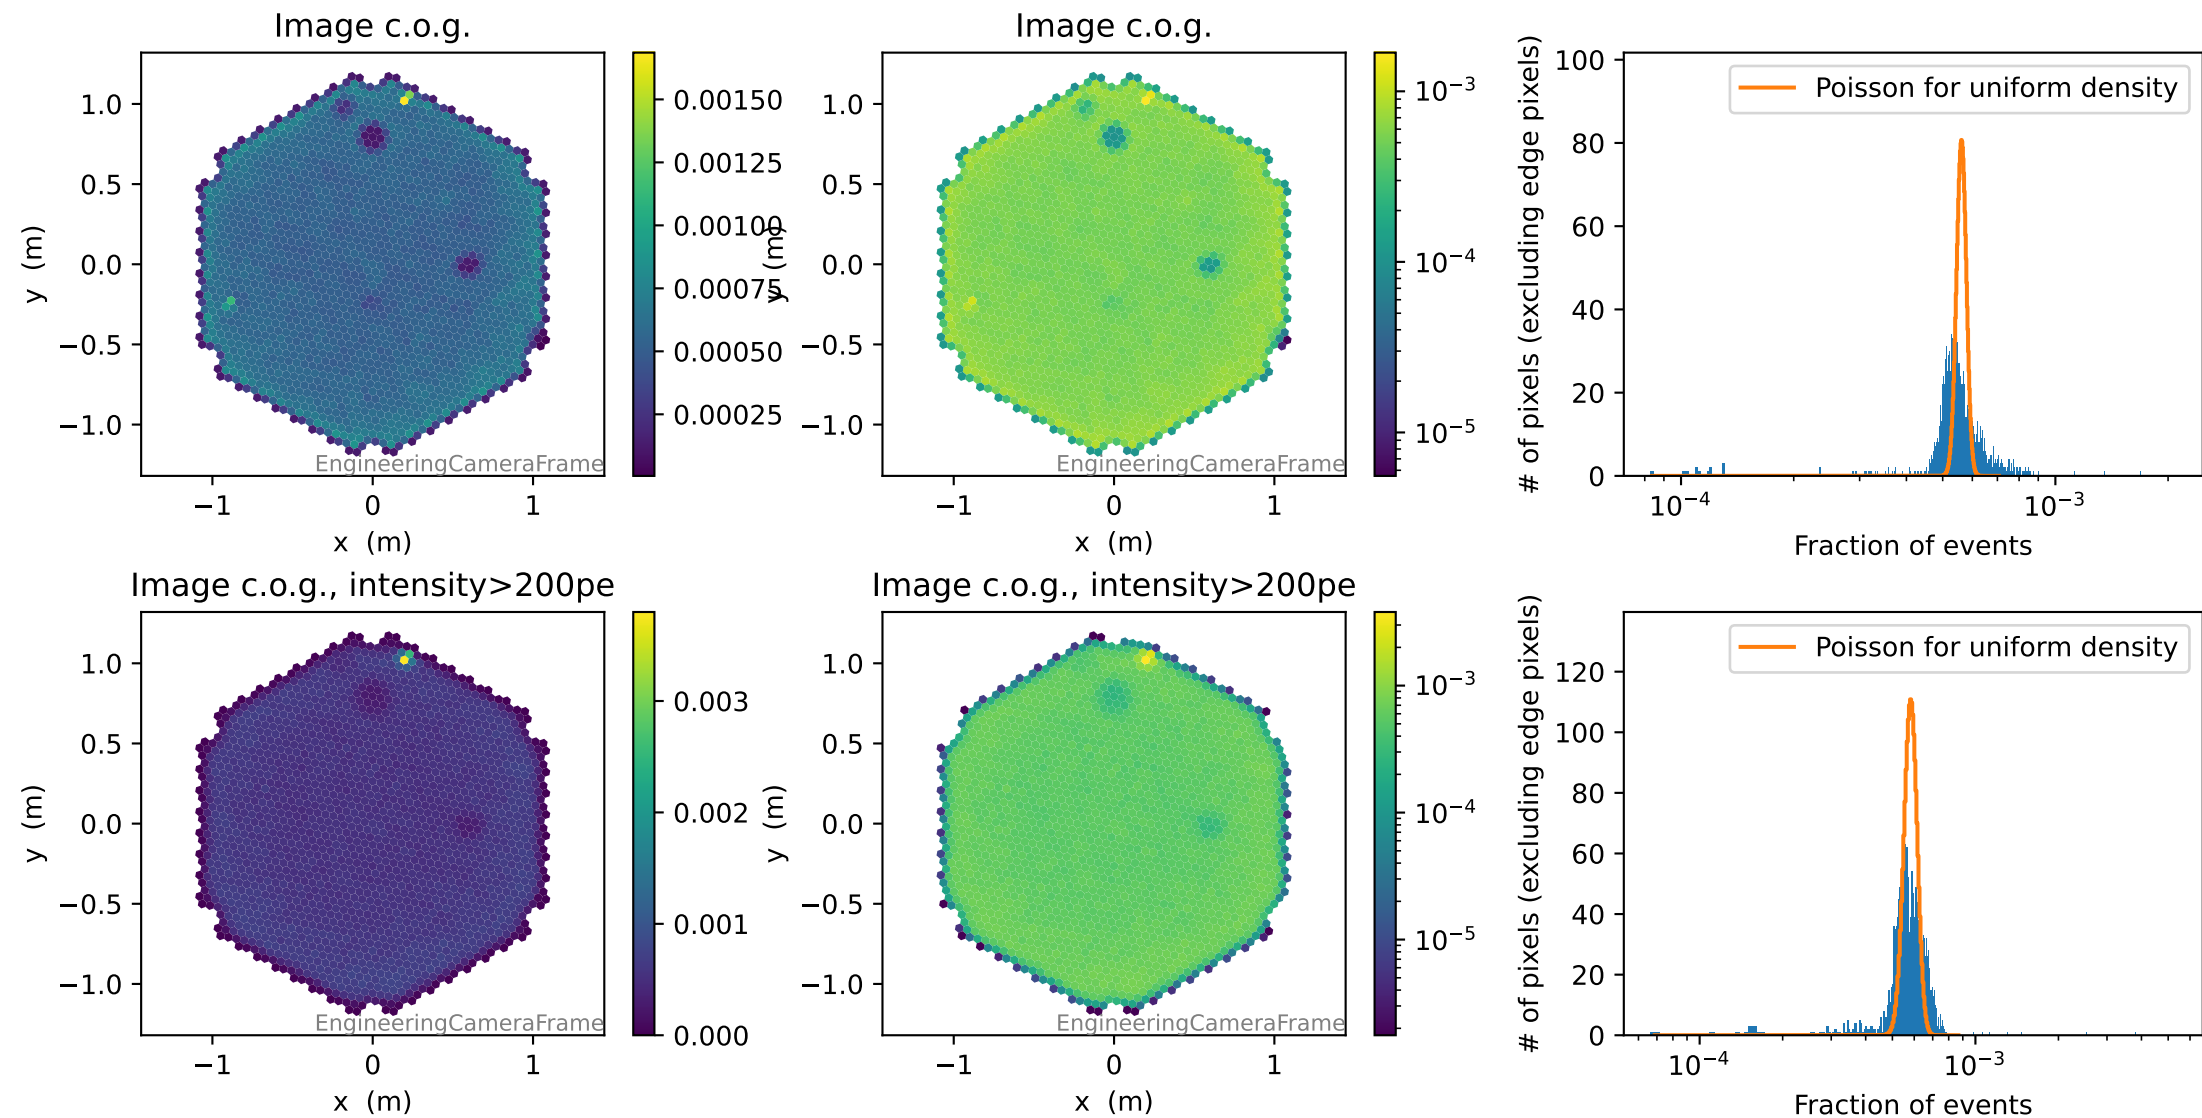 Image c.o.g.
1.0
0.5
0.0
−0.5
−1.0
y (m)
−1
0
1
x (m)
EngineeringCameraFrame
0.00150
0.00125
0.00100
0.00075
0.00050
0.00025
Image c.o.g.
1.0
0.5
0.0
−0.5
−1.0
y (m)
−1
0
1
x (m)
EngineeringCameraFrame
10⁻³
10⁻⁴
10⁻⁵
100
80
60
40
20
0
# of pixels (excluding edge pixels)
Poisson for uniform density
10⁻⁴
10⁻³
Fraction of events
Image c.o.g., intensity>200pe
1.0
0.5
0.0
−0.5
−1.0
y (m)
−1
0
1
x (m)
EngineeringCameraFrame
0.003
0.002
0.001
0.000
Image c.o.g., intensity>200pe
1.0
0.5
0.0
−0.5
−1.0
y (m)
−1
0
1
x (m)
EngineeringCameraFrame
10⁻³
10⁻⁴
10⁻⁵
120
100
80
60
40
20
0
# of pixels (excluding edge pixels)
Poisson for uniform density
10⁻⁴
10⁻³
Fraction of events